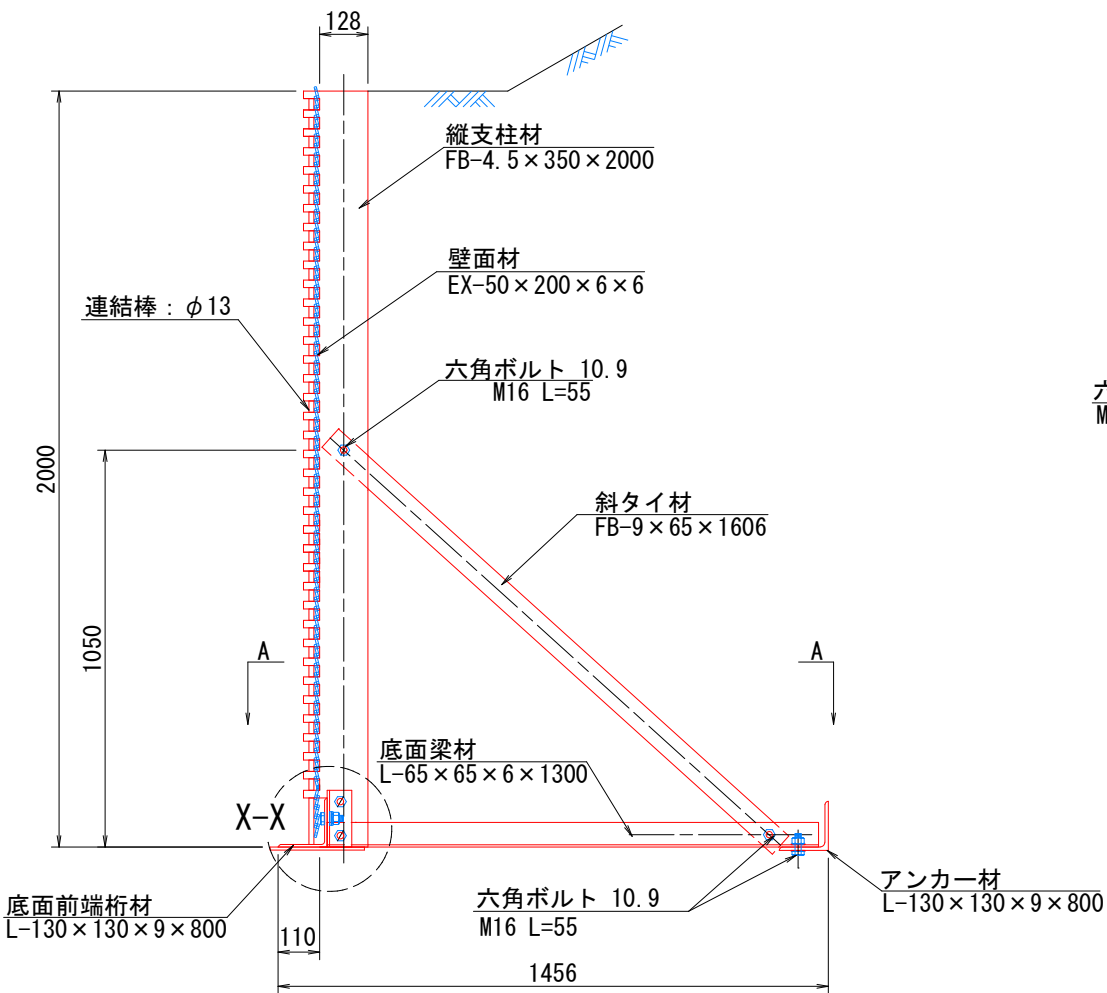 128
縦支柱材
FB-4.5×350×2000
壁面材
EX-50×200×6×6
連結棒：φ13
六角ボルト 10.9
M16 L=55
六
M
2000
1050
斜タイ材
FB-9×65×1606
A
A
底面梁材
L-65×65×6×1300
X-X
底面前端桁材
L-130×130×9×800
110
六角ボルト 10.9
M16 L=55
アンカー材
L-130×130×9×800
1456